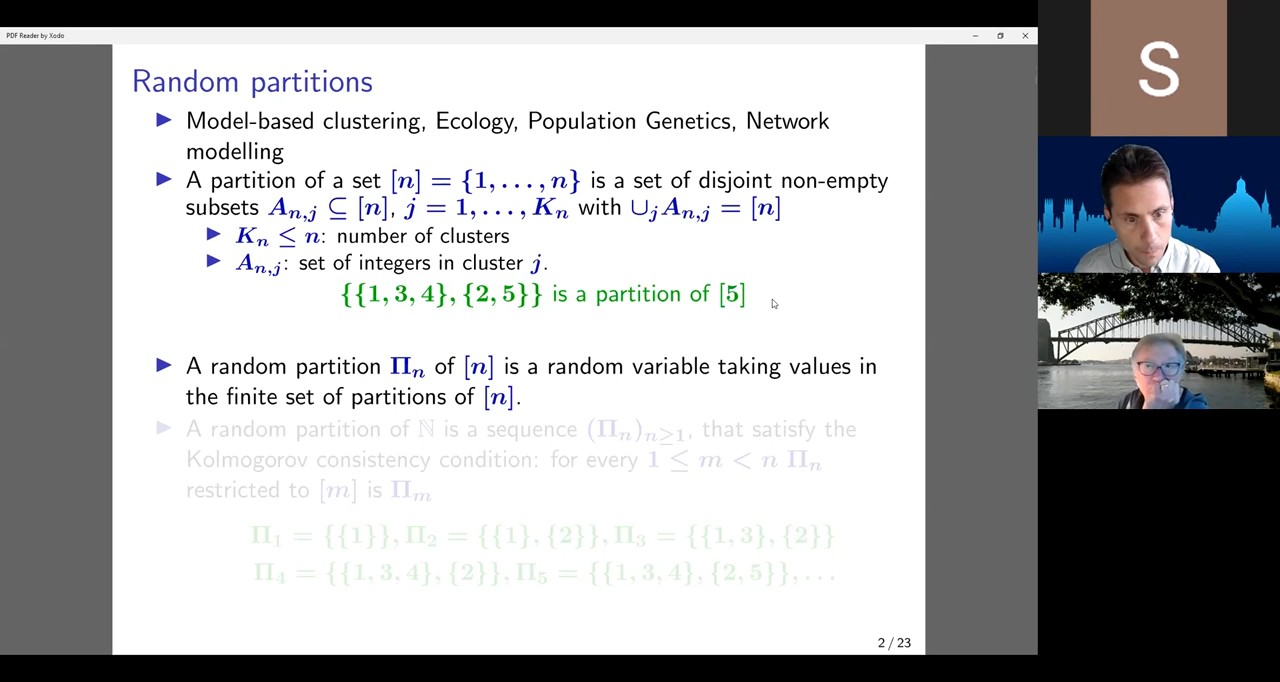 PDF Reader by Xodo
Random partitions
Model-based clustering, Ecology, Population Genetics, Network
modelling
A partition of a set [n] = {1, . . . , n} is a set of disjoint non-empty
subsets A_{n,j} ⊆ [n], j = 1, . . . , K_n with ∪_j A_{n,j} = [n]
K_n ≤ n: number of clusters
A_{n,j}: set of integers in cluster j.
{{1, 3, 4}, {2, 5}} is a partition of [5]
A random partition Π_n of [n] is a random variable taking values in
the finite set of partitions of [n].
A random partition of ℕ is a sequence (Π_n)_{n≥1}, that satisfy the
Kolmogorov consistency condition: for every 1 ≤ m < n Π_n
restricted to [m] is Π_m
Π_1 = {{1}}, Π_2 = {{1}, {2}}, Π_3 = {{1, 3}, {2}}
Π_4 = {{1, 3, 4}, {2}}, Π_5 = {{1, 3, 4}, {2, 5}}, . . .
2 / 23
S